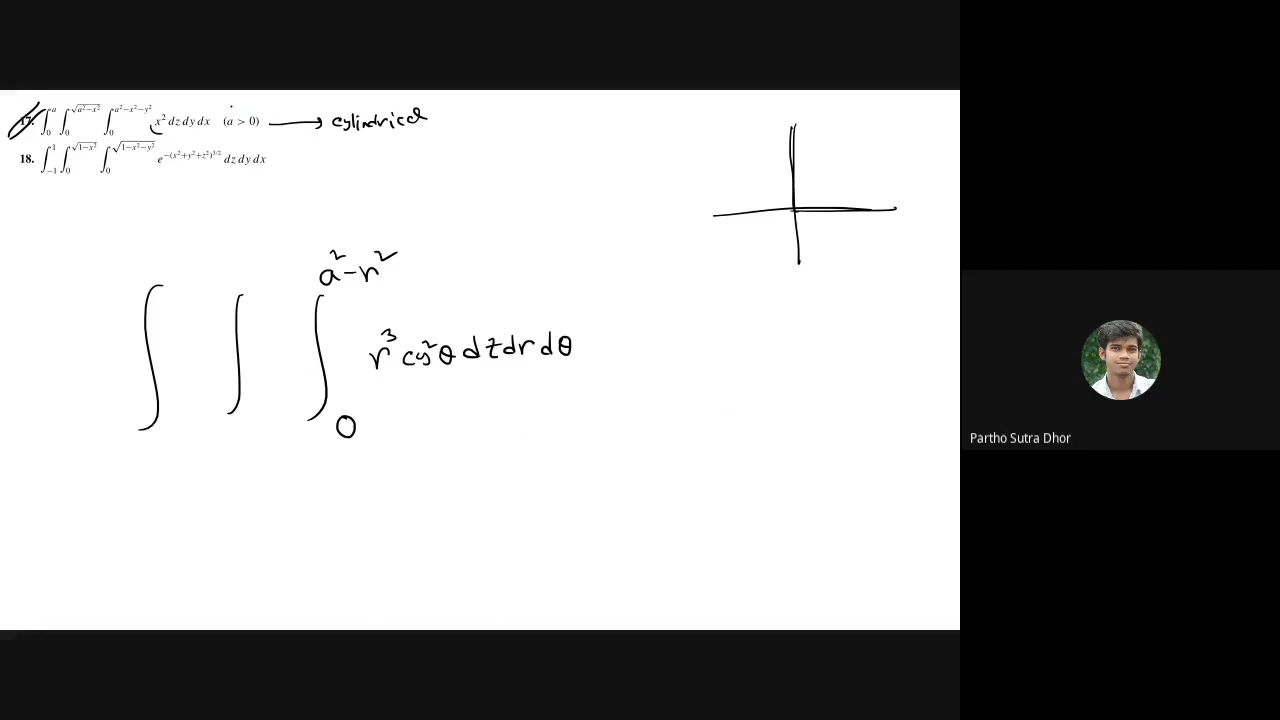 17. ∫₀^a ∫₀^√(a²−x²) ∫₀^(a²−x²−y²) x² dz dy dx (a > 0) → cylindrical
18. ∫₋₁^1 ∫₀^√(1−x²) ∫₀^√(1−x²−y²) e^−(x²+y²+z²)^3/2 dz dy dx
∫ ∫ ∫₀^(a²−r²) r³ cos²θ dz dr dθ
Partho Sutra Dhor